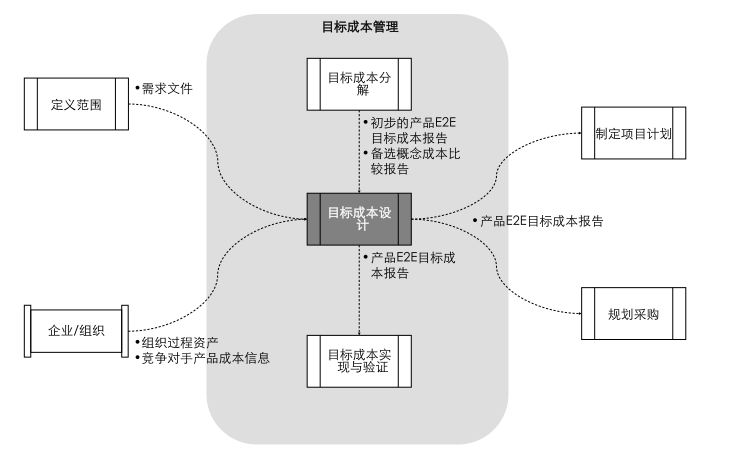 目标成本管理
目标成本分
解
定义范围
•需求文件
•初步的产品E2E
目标成本报告
•备选概念成本比
较报告
制定项目计划
目标成本设
计
•产品E2E目标成本报告
•产品E2E目标成
本报告
企业/组织
•组织过程资产
•竞争对手产品成本信息
规划采购
目标成本实
现与验证